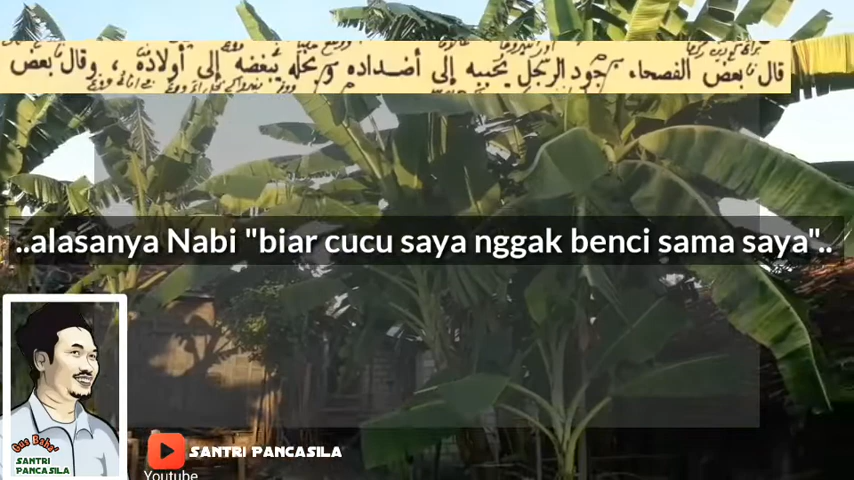 قال بعض الفصحاء جود الرجل يحببه إلى أضداده وبخله يبغضه إلى أولاده ، وقال بعض
..alasanya Nabi "biar cucu saya nggak benci sama saya"..
Gus Baha'
SANTRI
PANCASILA
SANTRI PANCASILA
Youtube